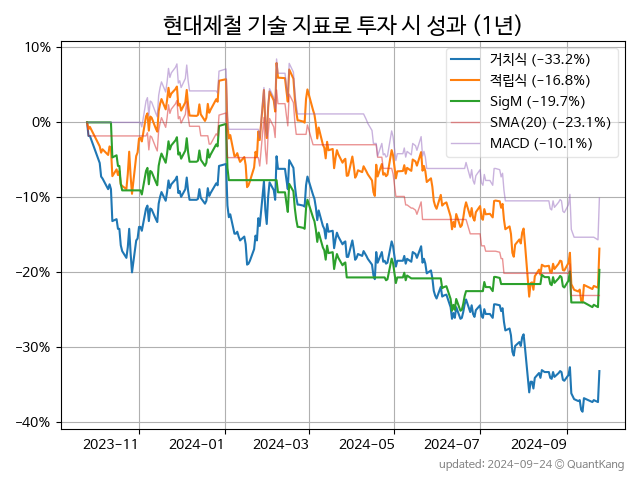 현대제철 기술 지표로 투자 시 성과 (1년)
10%
0%
−10%
−20%
−30%
−40%
거치식 (−33.2%)
적립식 (−16.8%)
SigM (−19.7%)
SMA(20) (−23.1%)
MACD (−10.1%)
2023−11
2024−01
2024−03
2024−05
2024−07
2024−09
updated: 2024−09−24 © QuantKang